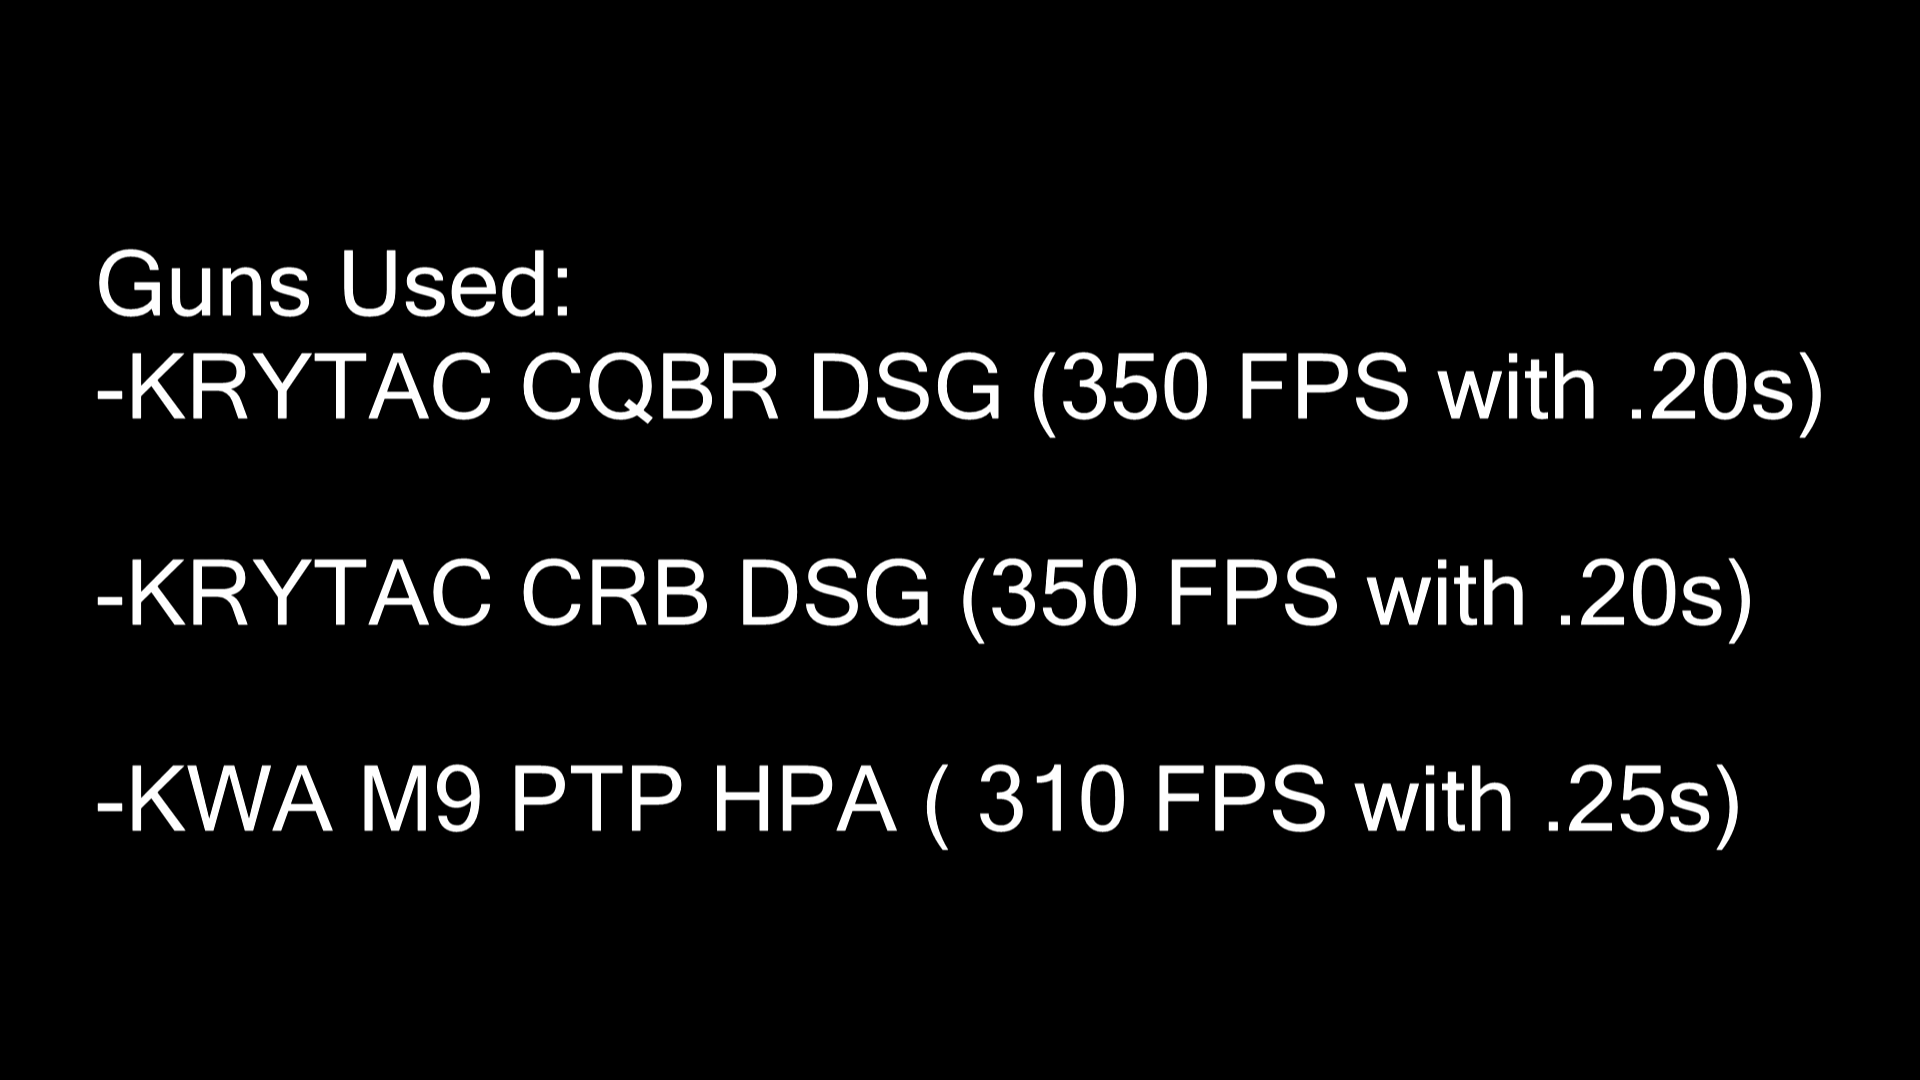 Guns Used:
-KRYTAC CQBR DSG (350 FPS with .20s)
-KRYTAC CRB DSG (350 FPS with .20s)
-KWA M9 PTP HPA ( 310 FPS with .25s)